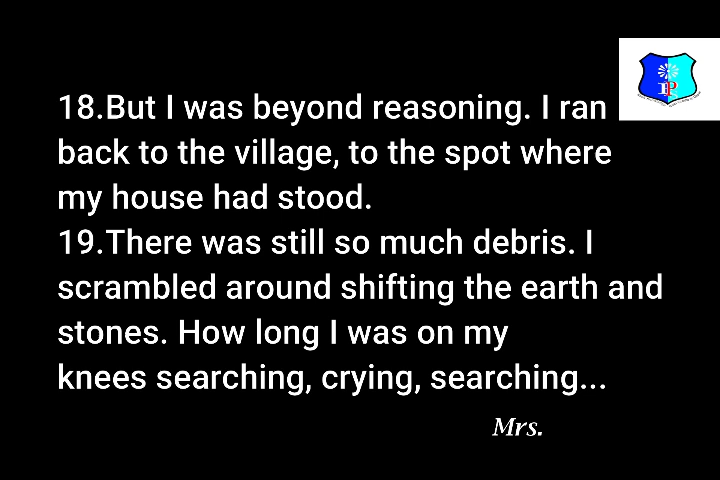 18.But I was beyond reasoning. I ran
back to the village, to the spot where
my house had stood.
19.There was still so much debris. I
scrambled around shifting the earth and
stones. How long I was on my
knees searching, crying, searching...
Mrs.